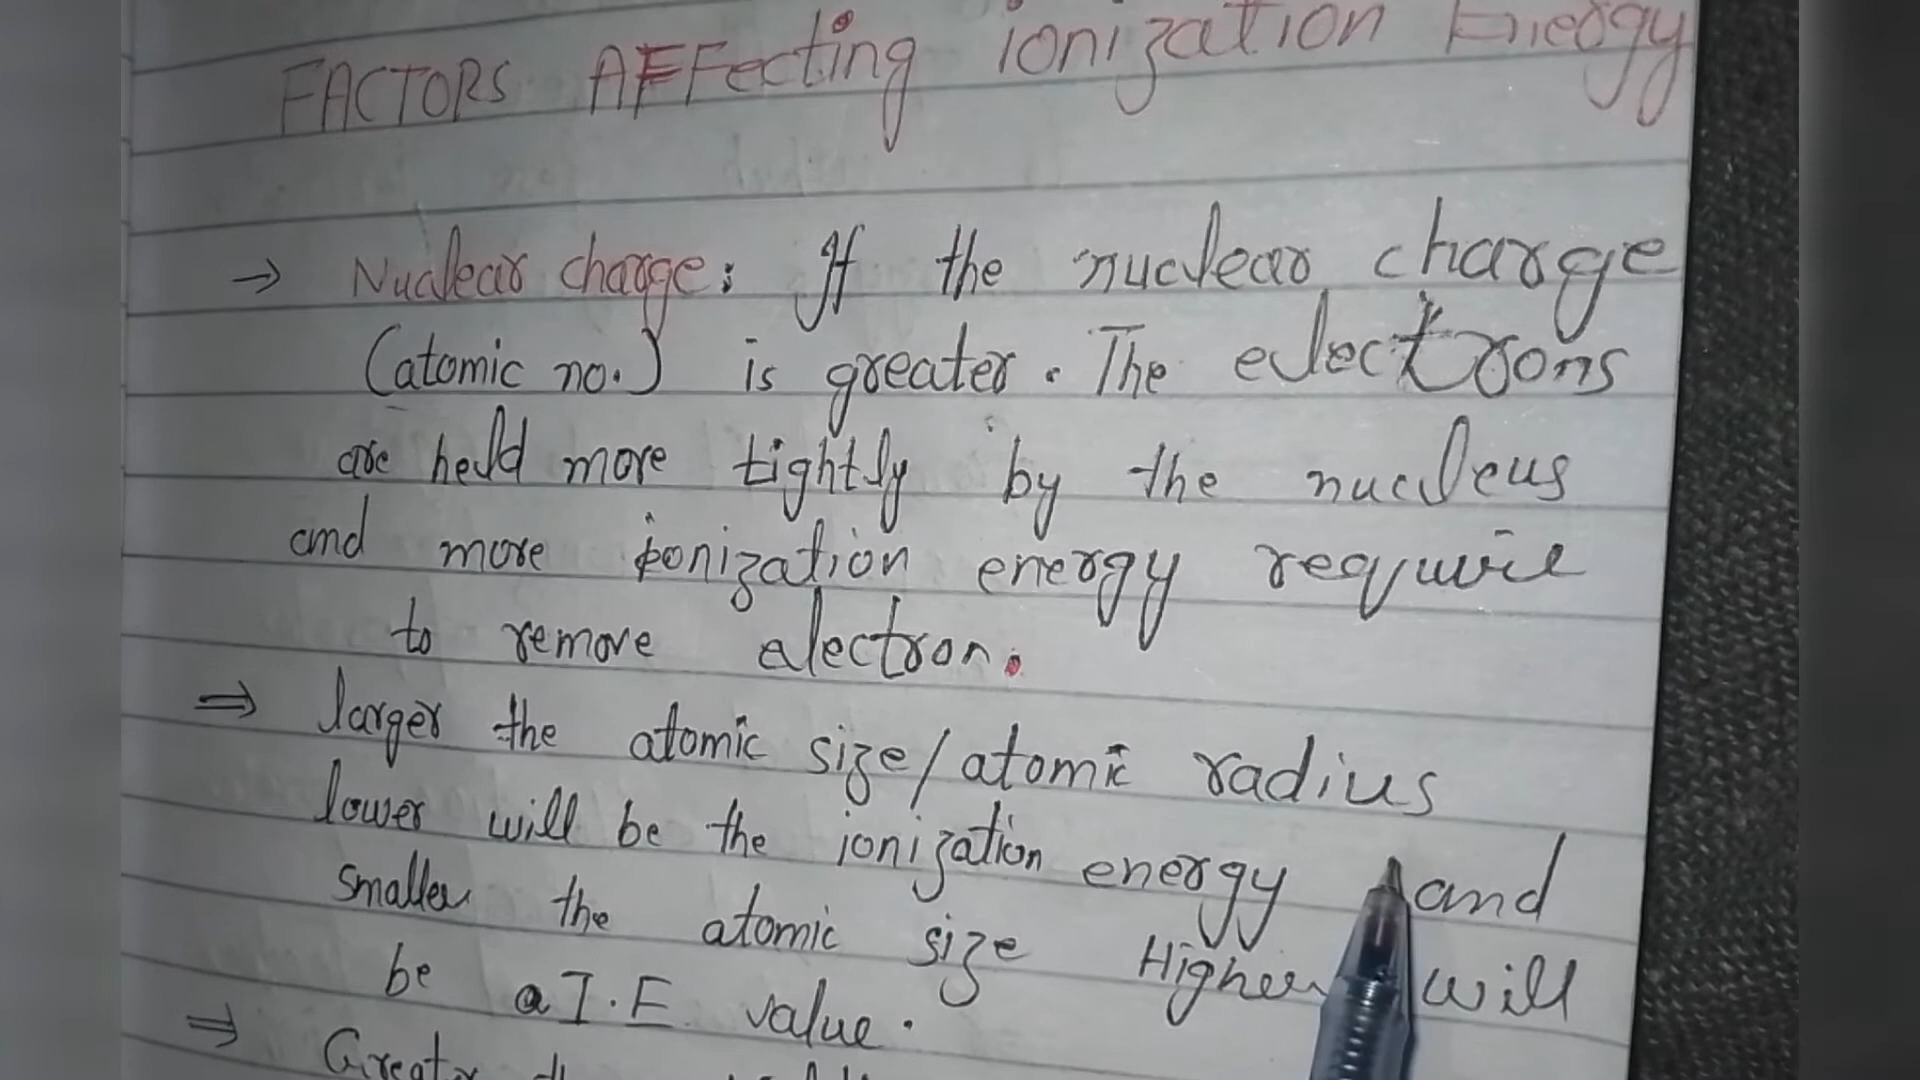 FACTORS AFFecting ionization Energy
→ Nuclear charge: If the nuclear charge
(atomic no.) is greater. The electrons
are held more tightly by the nucleus
and more ionization energy require
to remove electron.
⇒ larger the atomic size/atomic radius
lower will be the ionization energy and
smaller the atomic size Higher will
be a I.E value.
⇒ Greater